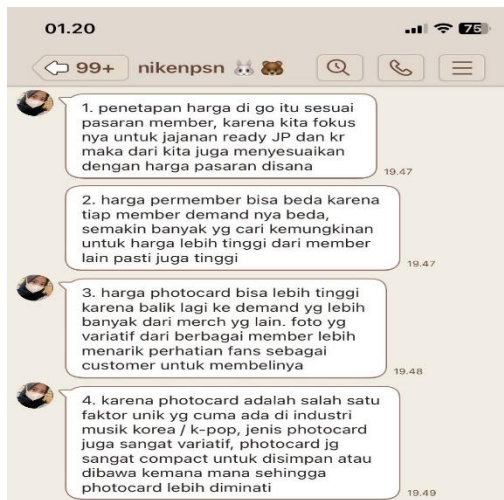 01.20
75
99+ nikenpsn
1. penetapan harga di go itu sesuai
pasaran member, karena kita fokus
nya untuk jajanan ready JP dan kr
maka dari kita juga menyesuaikan
dengan harga pasaran disana
19.47
2. harga permember bisa beda karena
tiap member demand nya beda,
semakin banyak yg cari kemungkinan
untuk harga lebih tinggi dari member
lain pasti juga tinggi
19.47
3. harga photocard bisa lebih tinggi
karena balik lagi ke demand yg lebih
banyak dari merch yg lain. foto yg
variatif dari berbagai member lebih
menarik perhatian fans sebagai
customer untuk membelinya
19.48
4. karena photocard adalah salah satu
faktor unik yg cuma ada di industri
musik korea / k-pop, jenis photocard
juga sangat variatif, photocard jg
sangat compact untuk disimpan atau
dibawa kemana mana sehingga
photocard lebih diminati
19.49